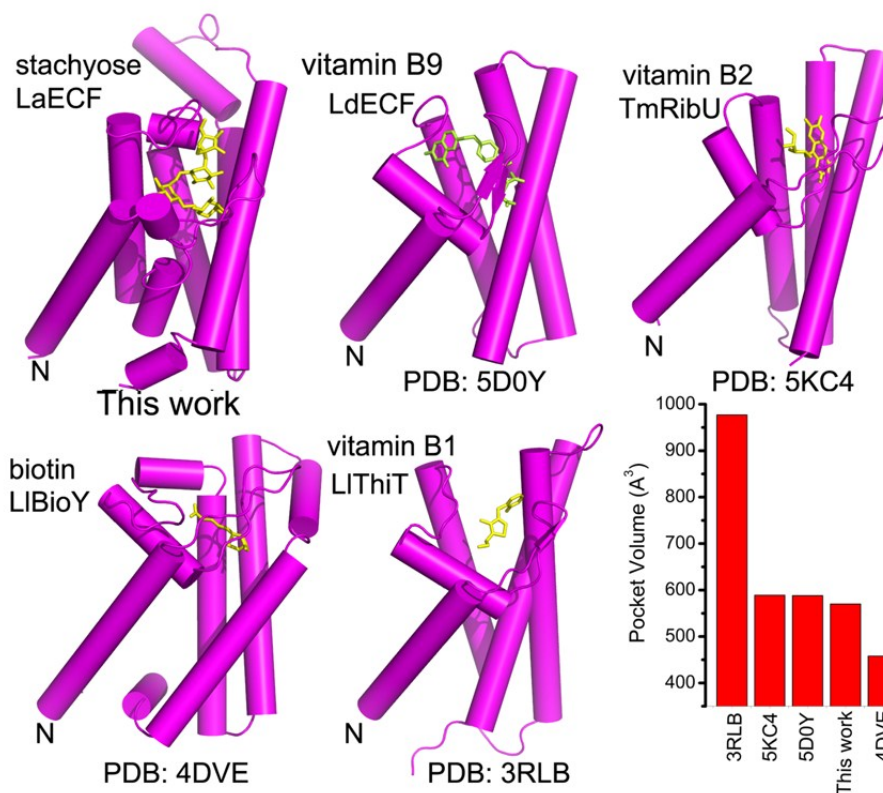 stachyose
LaECF
N
This work
vitamin B9
LdECF
N
PDB: 5D0Y
vitamin B2
TmRibU
N
PDB: 5KC4
biotin
LlBioY
N
PDB: 4DVE
vitamin B1
LlThiT
N
PDB: 3RLB
Pocket Volume (A³)
1000
900
800
700
600
500
400
3RLB
5KC4
5D0Y
This work
4DVE